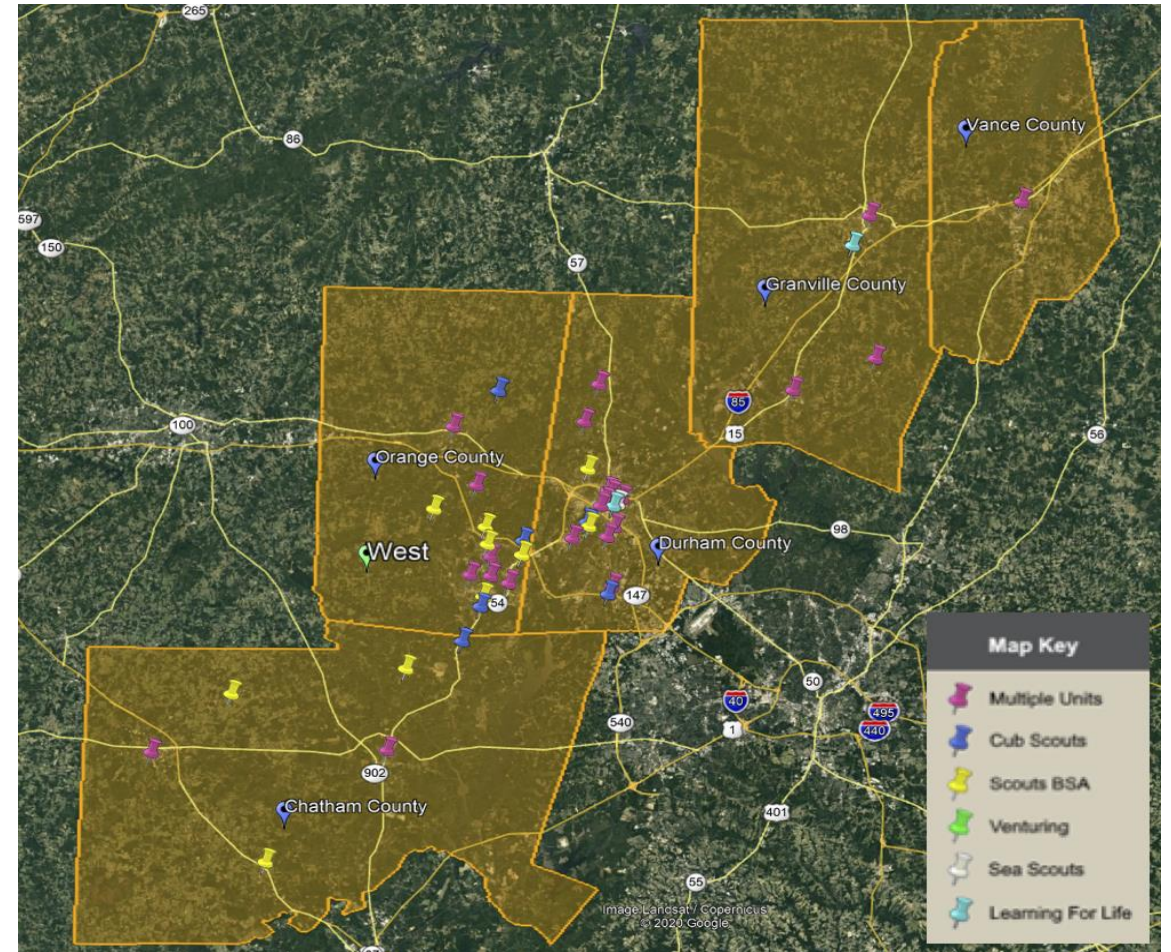 265
86
597
150
57
Vance County
Granville County
100
85
15
56
Orange County
98
West
Durham County
54
147
50
40
495
540
1
440
902
Chatham County
401
55
Image Landsat / Copernicus
© 2020 Google
Map Key
Multiple Units
Cub Scouts
Scouts BSA
Venturing
Sea Scouts
Learning For Life